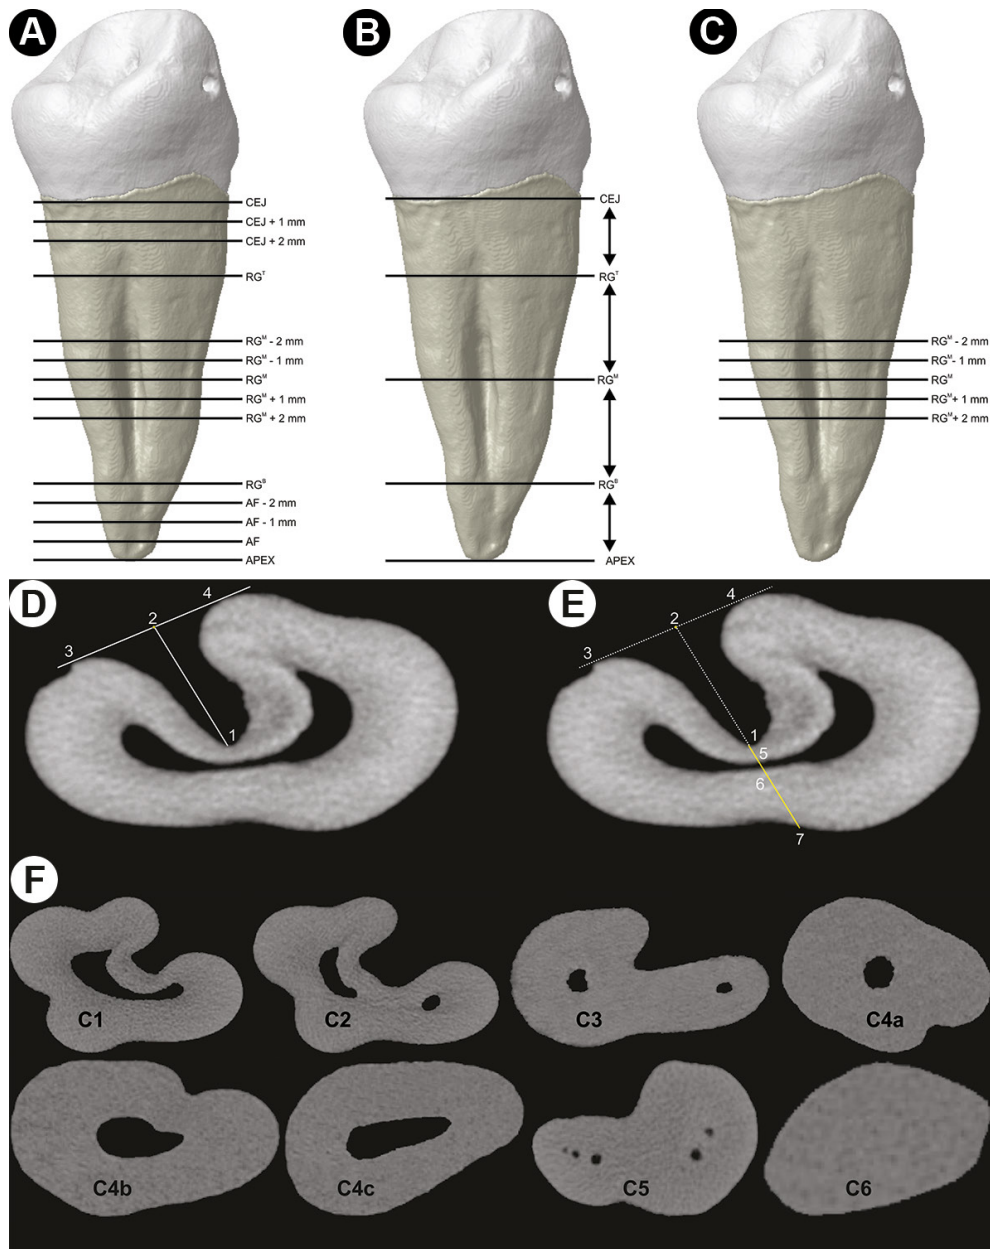 A
B
C
CEJ
CEJ + 1 mm
CEJ + 2 mm
RGᵀ
RGᴹ - 2 mm
RGᴹ - 1 mm
RGᴹ
RGᴹ + 1 mm
RGᴹ + 2 mm
RGᴮ
AF - 2 mm
AF - 1 mm
AF
APEX
CEJ
RGᵀ
RGᴹ
RGᴮ
APEX
RGᴹ - 2 mm
RGᴹ - 1 mm
RGᴹ
RGᴹ + 1 mm
RGᴹ + 2 mm
D
4
2
3
1
E
4
2
3
1
5
6
7
F
C1
C2
C3
C4a
C4b
C4c
C5
C6